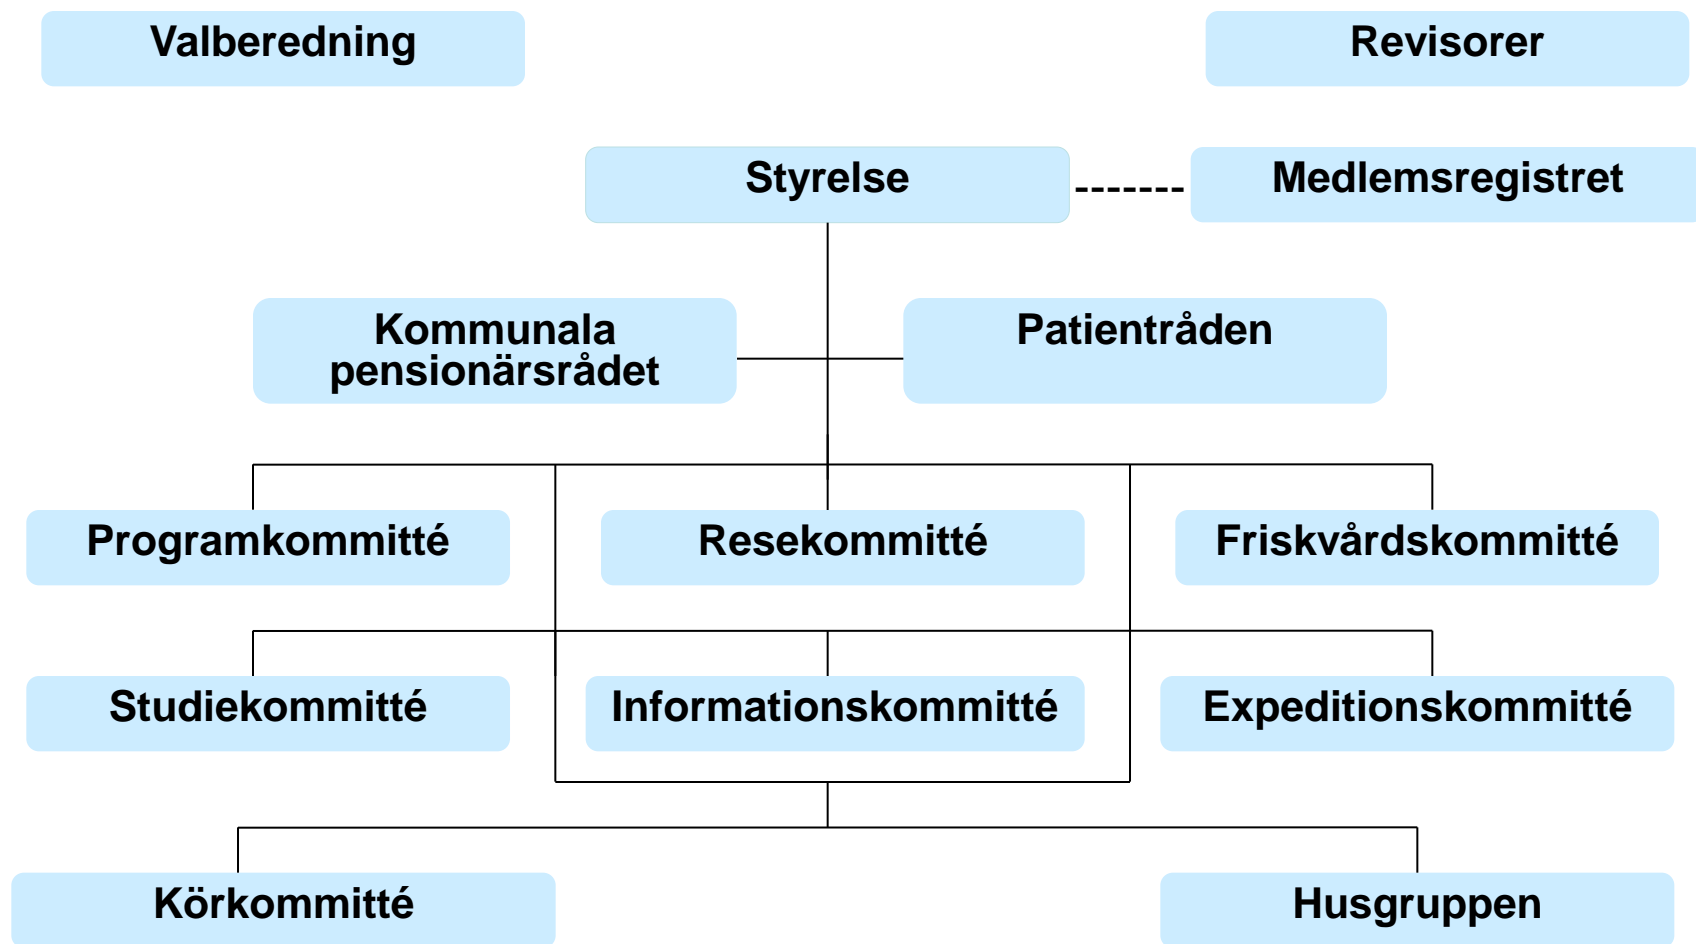 Valberedning
Revisorer
Styrelse
-------
Medlemsregistret
Kommunala
pensionärsrådet
Patientråden
Programkommitté
Resekommitté
Friskvårdskommitté
Studiekommitté
Informationskommitté
Expeditionskommitté
Körkommitté
Husgruppen